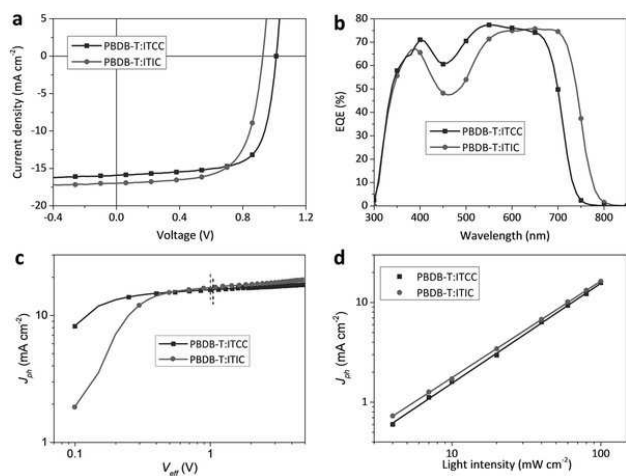 a
5
0
-5
-10
-15
-20
-0.4
0.0
0.4
0.8
1.2
Current density (mA cm⁻²)
Voltage (V)
PBDB-T:ITCC
PBDB-T:ITIC
b
80
70
60
50
40
30
20
10
0
300
400
500
600
700
800
EQE (%)
Wavelength (nm)
PBDB-T:ITCC
PBDB-T:ITIC
c
10
1
0.1
1
Jph (mA cm⁻²)
Veff (V)
PBDB-T:ITCC
PBDB-T:ITIC
d
10
1
10
100
Jph (mA cm⁻²)
Light intensity (mW cm⁻²)
PBDB-T:ITCC
PBDB-T:ITIC